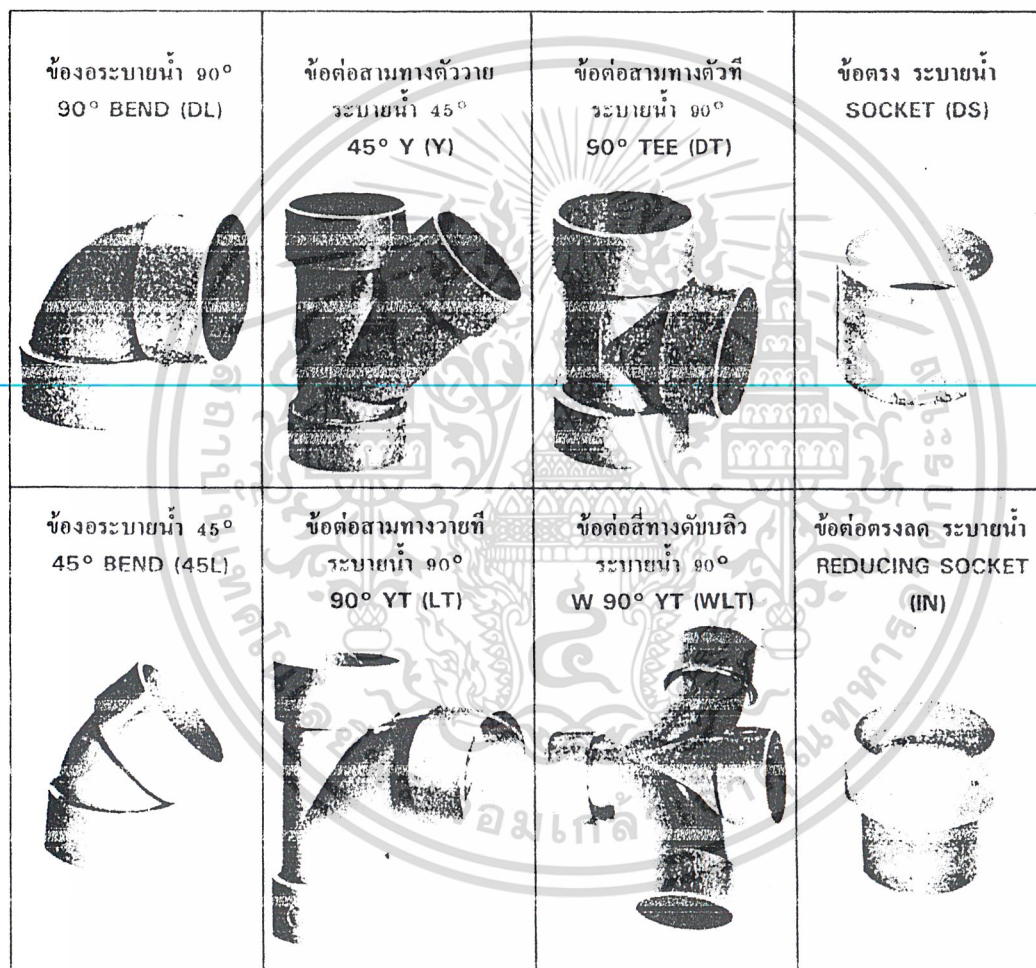 ข้องอระบายน้ำ 90°
90° BEND (DL)
ข้อต่อสามทางตัววาย
ระบายน้ำ 45°
45° Y (Y)
ข้อต่อสามทางตัวที
ระบายน้ำ 90°
90° TEE (DT)
ข้อตรง ระบายน้ำ
SOCKET (DS)
ข้องอระบายน้ำ 45°
45° BEND (45L)
ข้อต่อสามทางวายที
ระบายน้ำ 90°
90° YT (LT)
ข้อต่อสี่ทางดับบลิว
ระบายน้ำ 90°
W 90° YT (WLT)
ข้อต่อตรงลด ระบายน้ำ
REDUCING SOCKET
(IN)